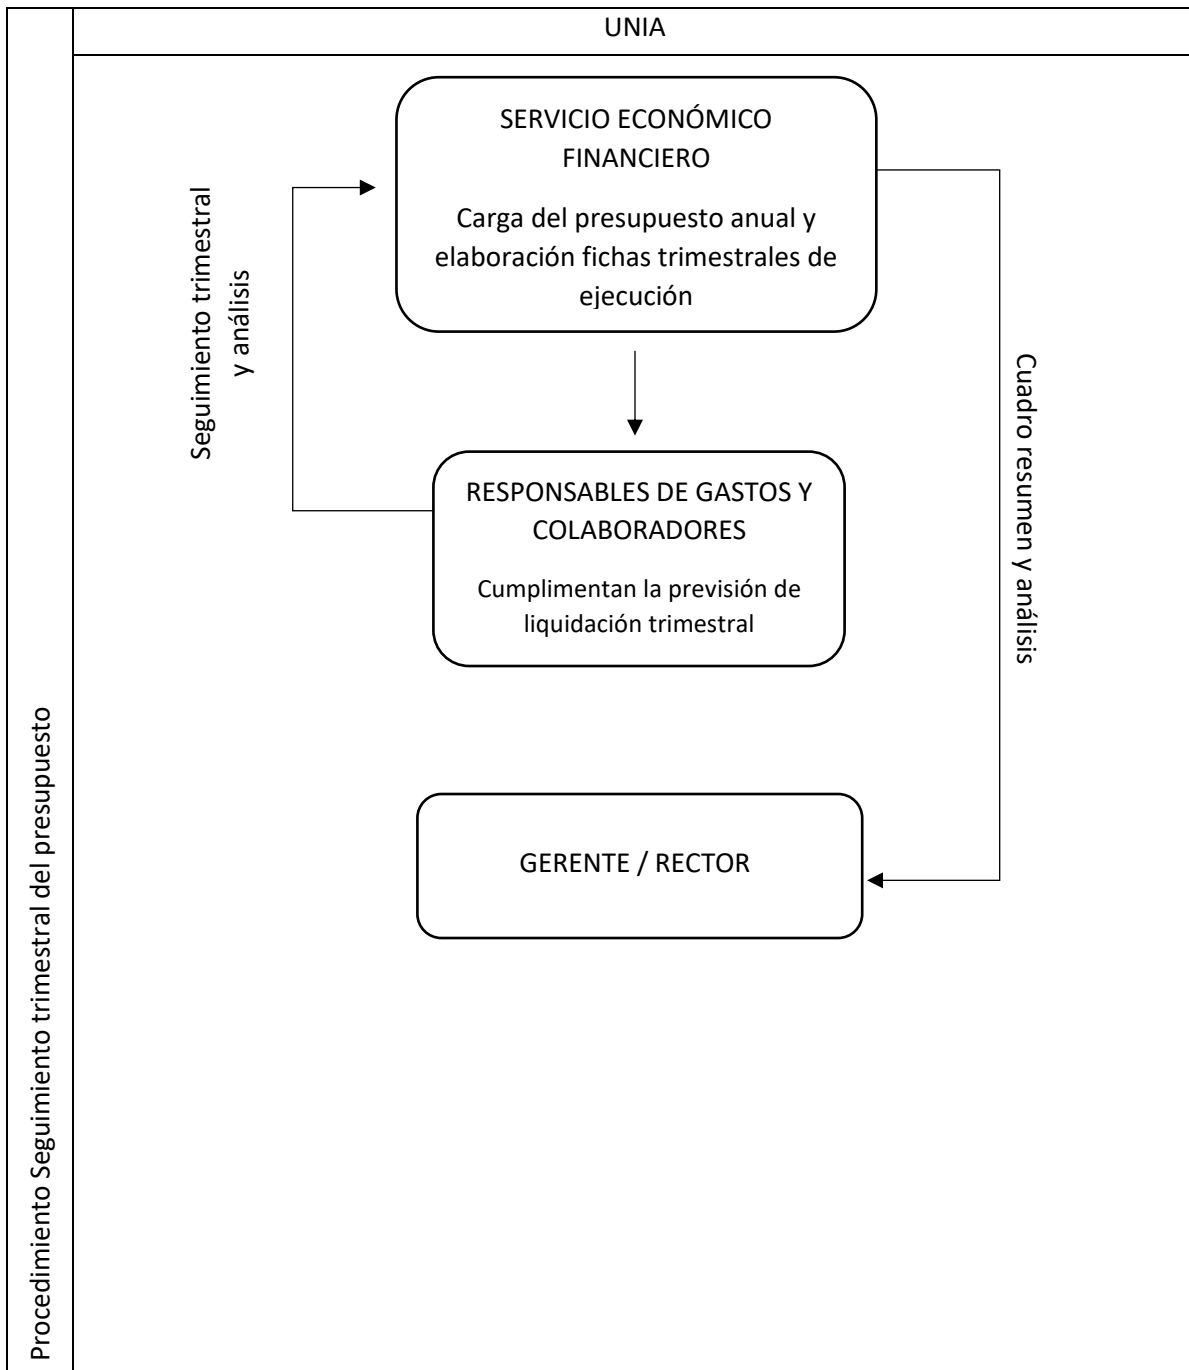 UNIA
SERVICIO ECONÓMICO
FINANCIERO
Carga del presupuesto anual y
elaboración fichas trimestrales de
ejecución
Seguimiento trimestral
y análisis
RESPONSABLES DE GASTOS Y
COLABORADORES
Cumplimentan la previsión de
liquidación trimestral
Cuadro resumen y análisis
GERENTE / RECTOR
Procedimiento Seguimiento trimestral del presupuesto